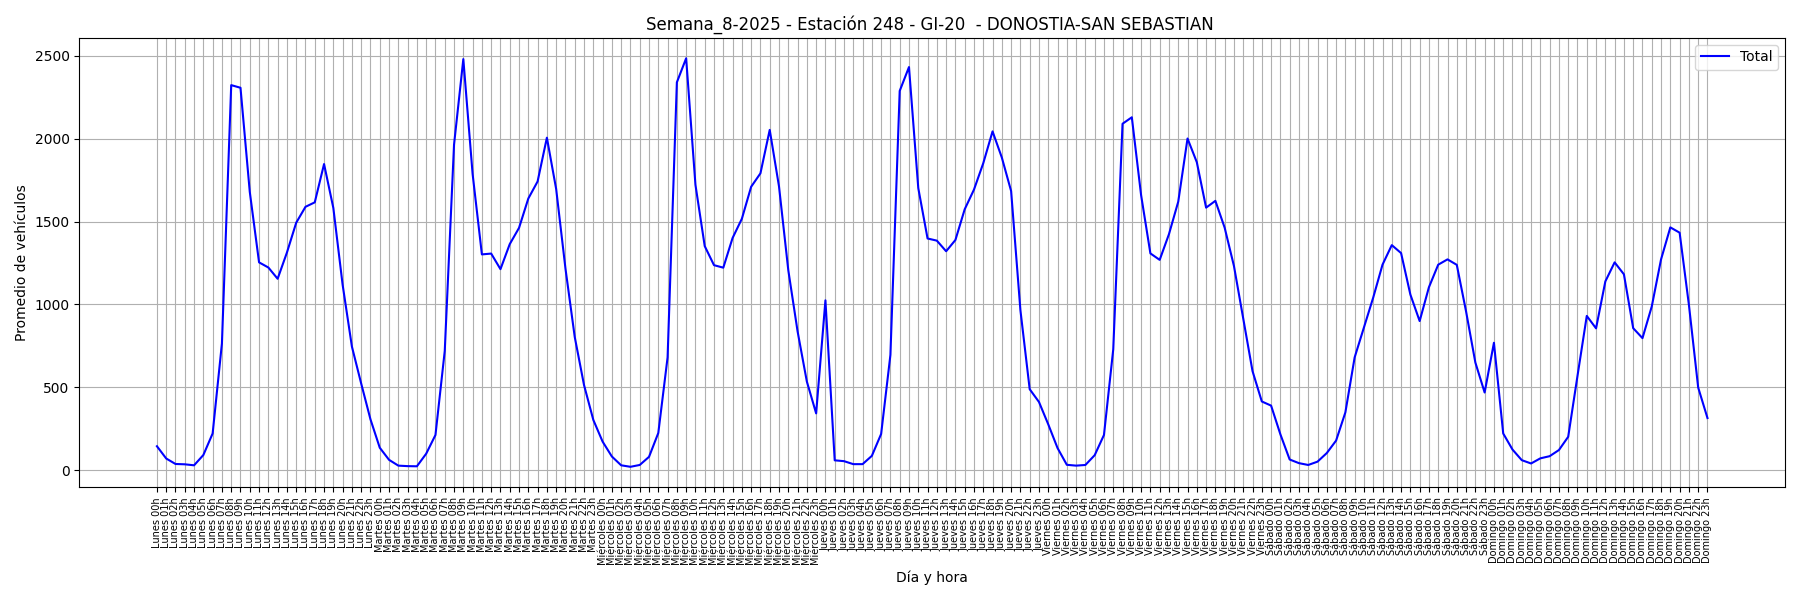 Semana_8-2025 - Estación 248 - GI-20 - DONOSTIA-SAN SEBASTIAN
Total
Promedio de vehículos
2500
2000
1500
1000
500
0
Lunes 00h
Lunes 01h
Lunes 02h
Lunes 03h
Lunes 04h
Lunes 05h
Lunes 06h
Lunes 07h
Lunes 08h
Lunes 09h
Lunes 10h
Lunes 11h
Lunes 12h
Lunes 13h
Lunes 14h
Lunes 15h
Lunes 16h
Lunes 17h
Lunes 18h
Lunes 19h
Lunes 20h
Lunes 21h
Lunes 22h
Lunes 23h
Martes 00h
Martes 01h
Martes 02h
Martes 03h
Martes 04h
Martes 05h
Martes 06h
Martes 07h
Martes 08h
Martes 09h
Martes 10h
Martes 11h
Martes 12h
Martes 13h
Martes 14h
Martes 15h
Martes 16h
Martes 17h
Martes 18h
Martes 19h
Martes 20h
Martes 21h
Martes 22h
Martes 23h
Miércoles 00h
Miércoles 01h
Miércoles 02h
Miércoles 03h
Miércoles 04h
Miércoles 05h
Miércoles 06h
Miércoles 07h
Miércoles 08h
Miércoles 09h
Miércoles 10h
Miércoles 11h
Miércoles 12h
Miércoles 13h
Miércoles 14h
Miércoles 15h
Miércoles 16h
Miércoles 17h
Miércoles 18h
Miércoles 19h
Miércoles 20h
Miércoles 21h
Miércoles 22h
Miércoles 23h
Jueves 00h
Jueves 01h
Jueves 02h
Jueves 03h
Jueves 04h
Jueves 05h
Jueves 06h
Jueves 07h
Jueves 08h
Jueves 09h
Jueves 10h
Jueves 11h
Jueves 12h
Jueves 13h
Jueves 14h
Jueves 15h
Jueves 16h
Jueves 17h
Jueves 18h
Jueves 19h
Jueves 20h
Jueves 21h
Jueves 22h
Jueves 23h
Viernes 00h
Viernes 01h
Viernes 02h
Viernes 03h
Viernes 04h
Viernes 05h
Viernes 06h
Viernes 07h
Viernes 08h
Viernes 09h
Viernes 10h
Viernes 11h
Viernes 12h
Viernes 13h
Viernes 14h
Viernes 15h
Viernes 16h
Viernes 17h
Viernes 18h
Viernes 19h
Viernes 20h
Viernes 21h
Viernes 22h
Viernes 23h
Sábado 00h
Sábado 01h
Sábado 02h
Sábado 03h
Sábado 04h
Sábado 05h
Sábado 06h
Sábado 07h
Sábado 08h
Sábado 09h
Sábado 10h
Sábado 11h
Sábado 12h
Sábado 13h
Sábado 14h
Sábado 15h
Sábado 16h
Sábado 17h
Sábado 18h
Sábado 19h
Sábado 20h
Sábado 21h
Sábado 22h
Sábado 23h
Domingo 00h
Domingo 01h
Domingo 02h
Domingo 03h
Domingo 04h
Domingo 05h
Domingo 06h
Domingo 07h
Domingo 08h
Domingo 09h
Domingo 10h
Domingo 11h
Domingo 12h
Domingo 13h
Domingo 14h
Domingo 15h
Domingo 16h
Domingo 17h
Domingo 18h
Domingo 19h
Domingo 20h
Domingo 21h
Domingo 22h
Domingo 23h
Día y hora